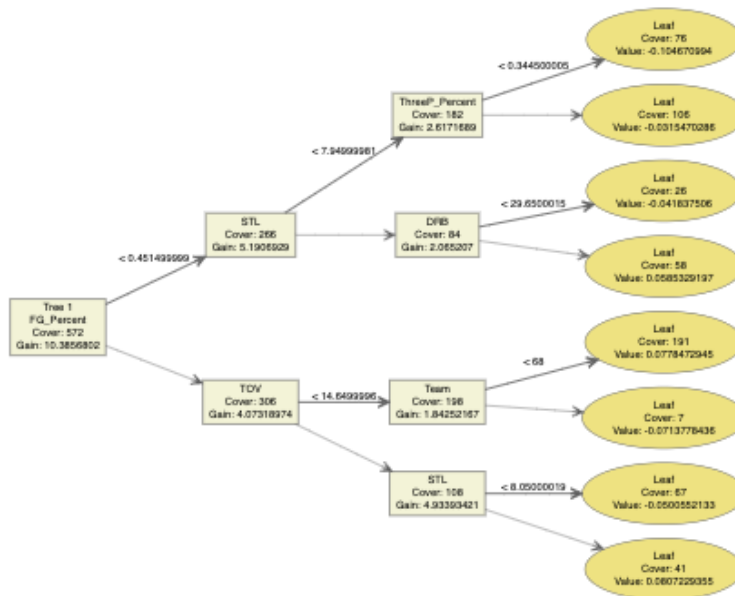 Leaf
Cover: 76
Value: -0.104670994
< 0.344500005
ThreeP_Percent
Cover: 182
Gain: 2.6171689
Leaf
Cover: 106
Value: -0.0315470286
< 7.94999981
Leaf
Cover: 26
Value: -0.041837506
< 29.6500015
STL
Cover: 266
Gain: 5.1906929
DRB
Cover: 84
Gain: 2.065207
< 0.451499999
Leaf
Cover: 58
Value: 0.0585329197
Tree 1
FG_Percent
Cover: 572
Gain: 10.3856802
Leaf
Cover: 191
Value: 0.0778472945
< 68
TOV
Cover: 306
Gain: 4.07318974
< 14.6499996
Team
Cover: 198
Gain: 1.84252167
Leaf
Cover: 7
Value: -0.0713778436
STL
Cover: 108
Gain: 4.93393421
< 8.05000019
Leaf
Cover: 67
Value: -0.0500552133
Leaf
Cover: 41
Value: 0.0807229355